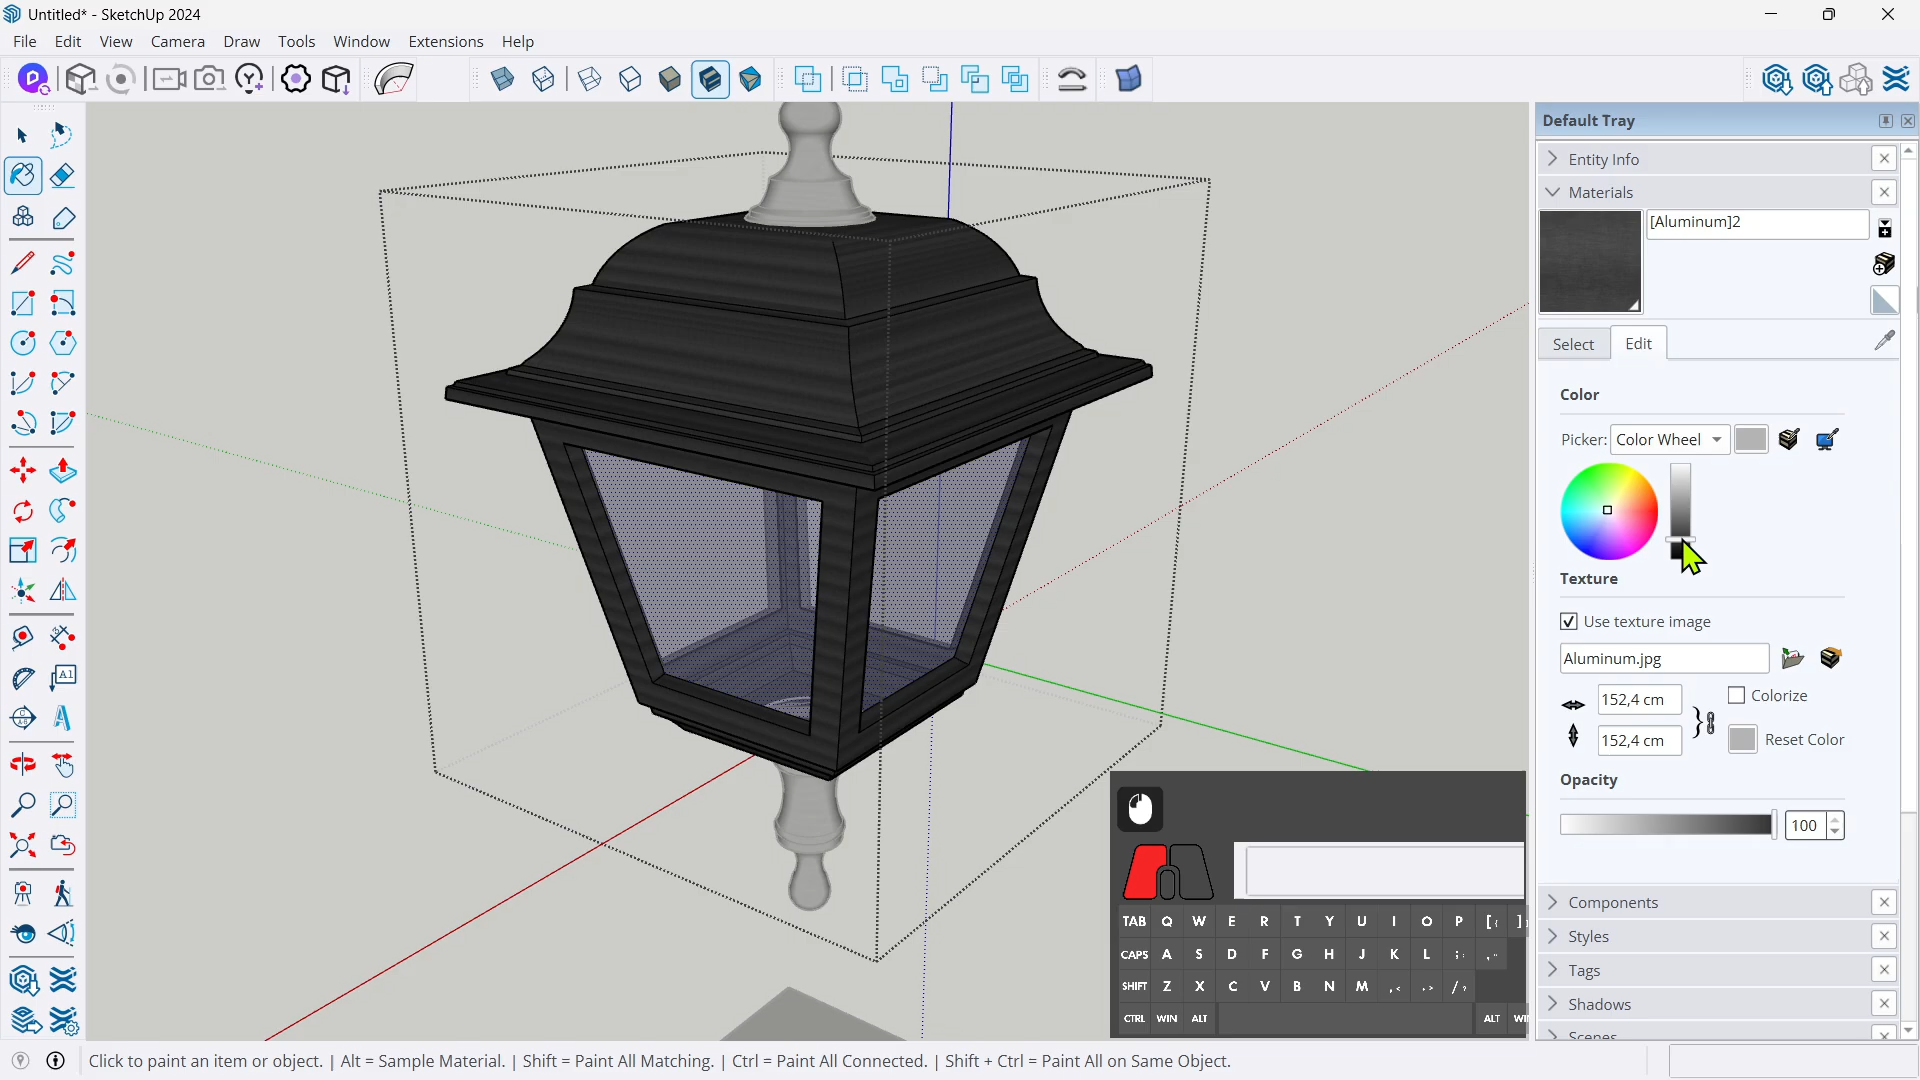 Untitled* - SketchUp 2024
File Edit View Camera Draw Tools Window Extensions Help
Default Tray
Entity Info
Materials
[Aluminum]2
Select Edit
Color
Picker: Color Wheel
Texture
Use texture image
Aluminum.jpg
152,4 cm
Colorize
152,4 cm
Reset Color
Opacity
100
Components
Styles
Tags
Shadows
Scenes
TAB Q W E R T Y U I O P [{ ]}
CAPS A S D F G H J K L ;: ,"
SHIFT Z X C V B N M ,< .> /?
CTRL WIN ALT ALT WI
Click to paint an item or object. | Alt = Sample Material. | Shift = Paint All Matching. | Ctrl = Paint All Connected. | Shift + Ctrl = Paint All on Same Object.